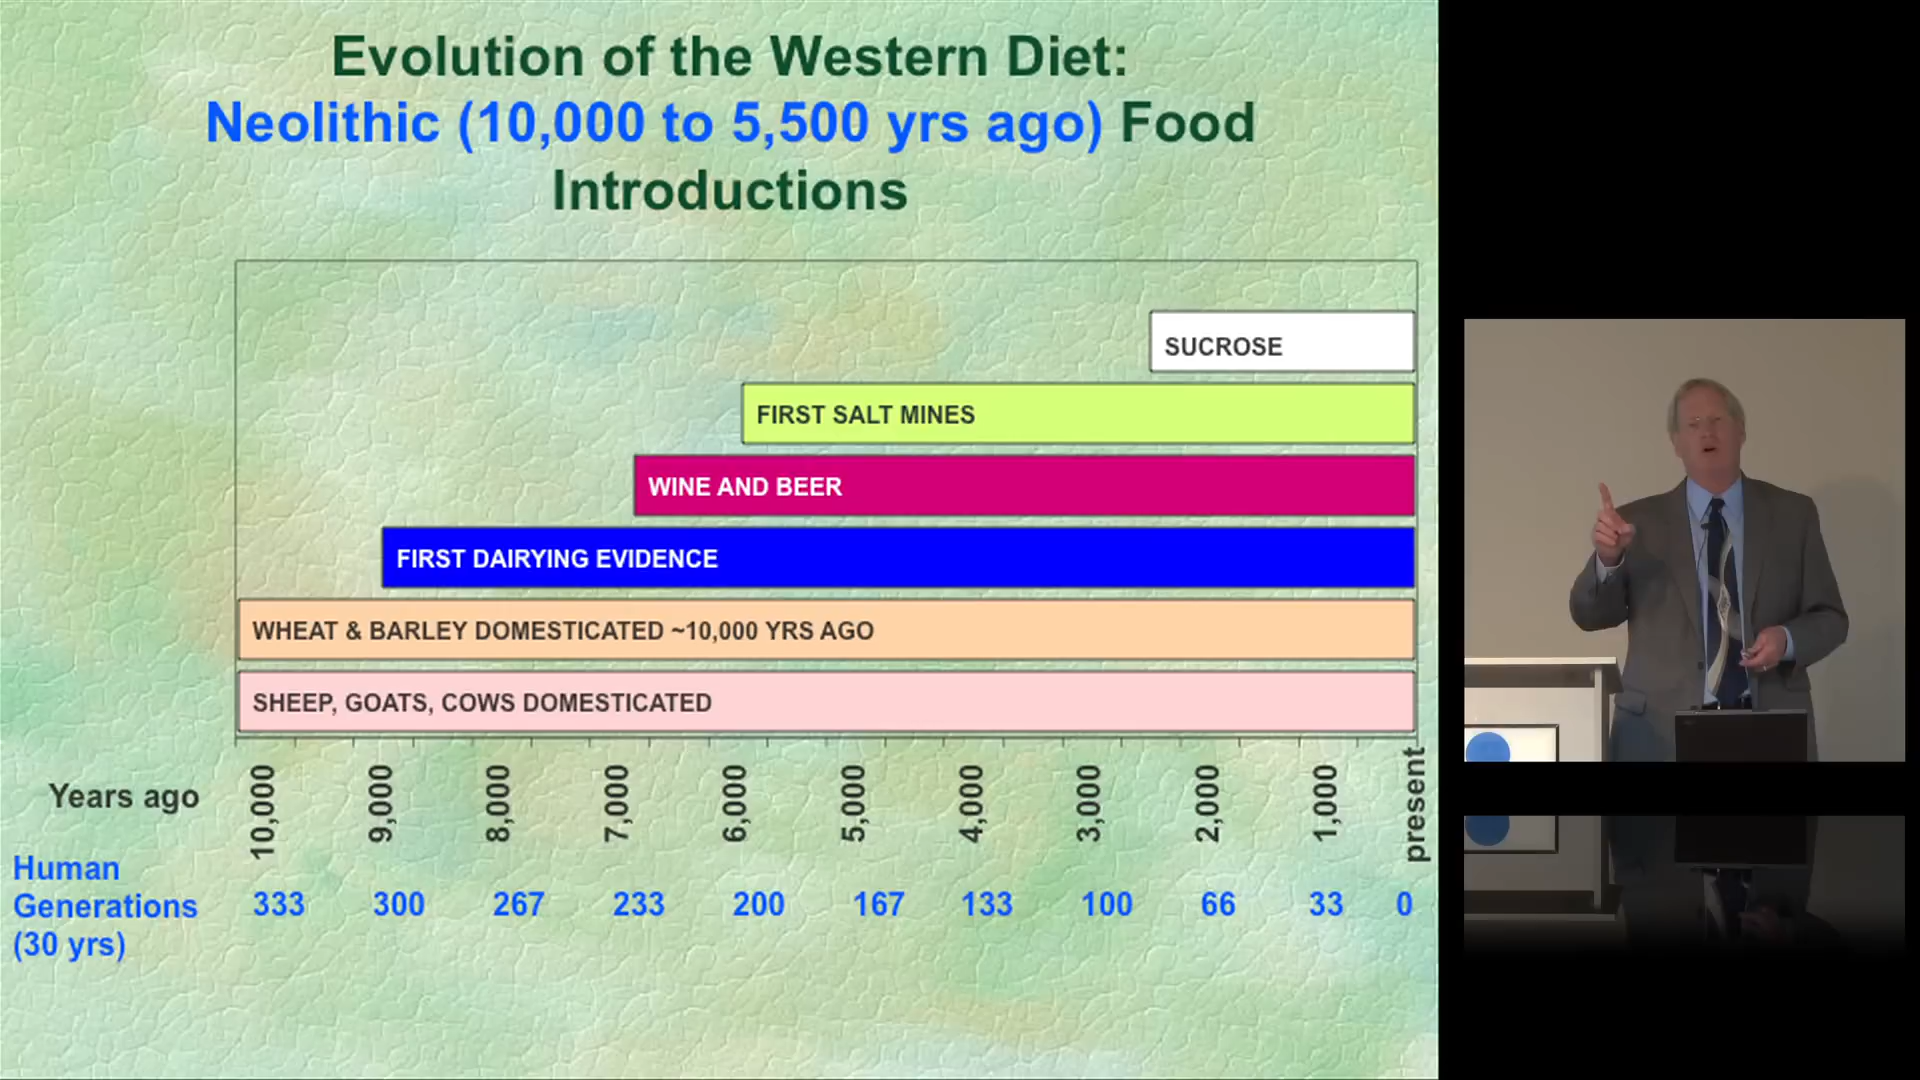 Evolution of the Western Diet:
Neolithic (10,000 to 5,500 yrs ago) Food
Introductions
SUCROSE
FIRST SALT MINES
WINE AND BEER
FIRST DAIRYING EVIDENCE
WHEAT & BARLEY DOMESTICATED ~10,000 YRS AGO
SHEEP, GOATS, COWS DOMESTICATED
Years ago
10,000
9,000
8,000
7,000
6,000
5,000
4,000
3,000
2,000
1,000
present
Human
Generations
(30 yrs)
333 300 267 233 200 167 133 100 66 33 0